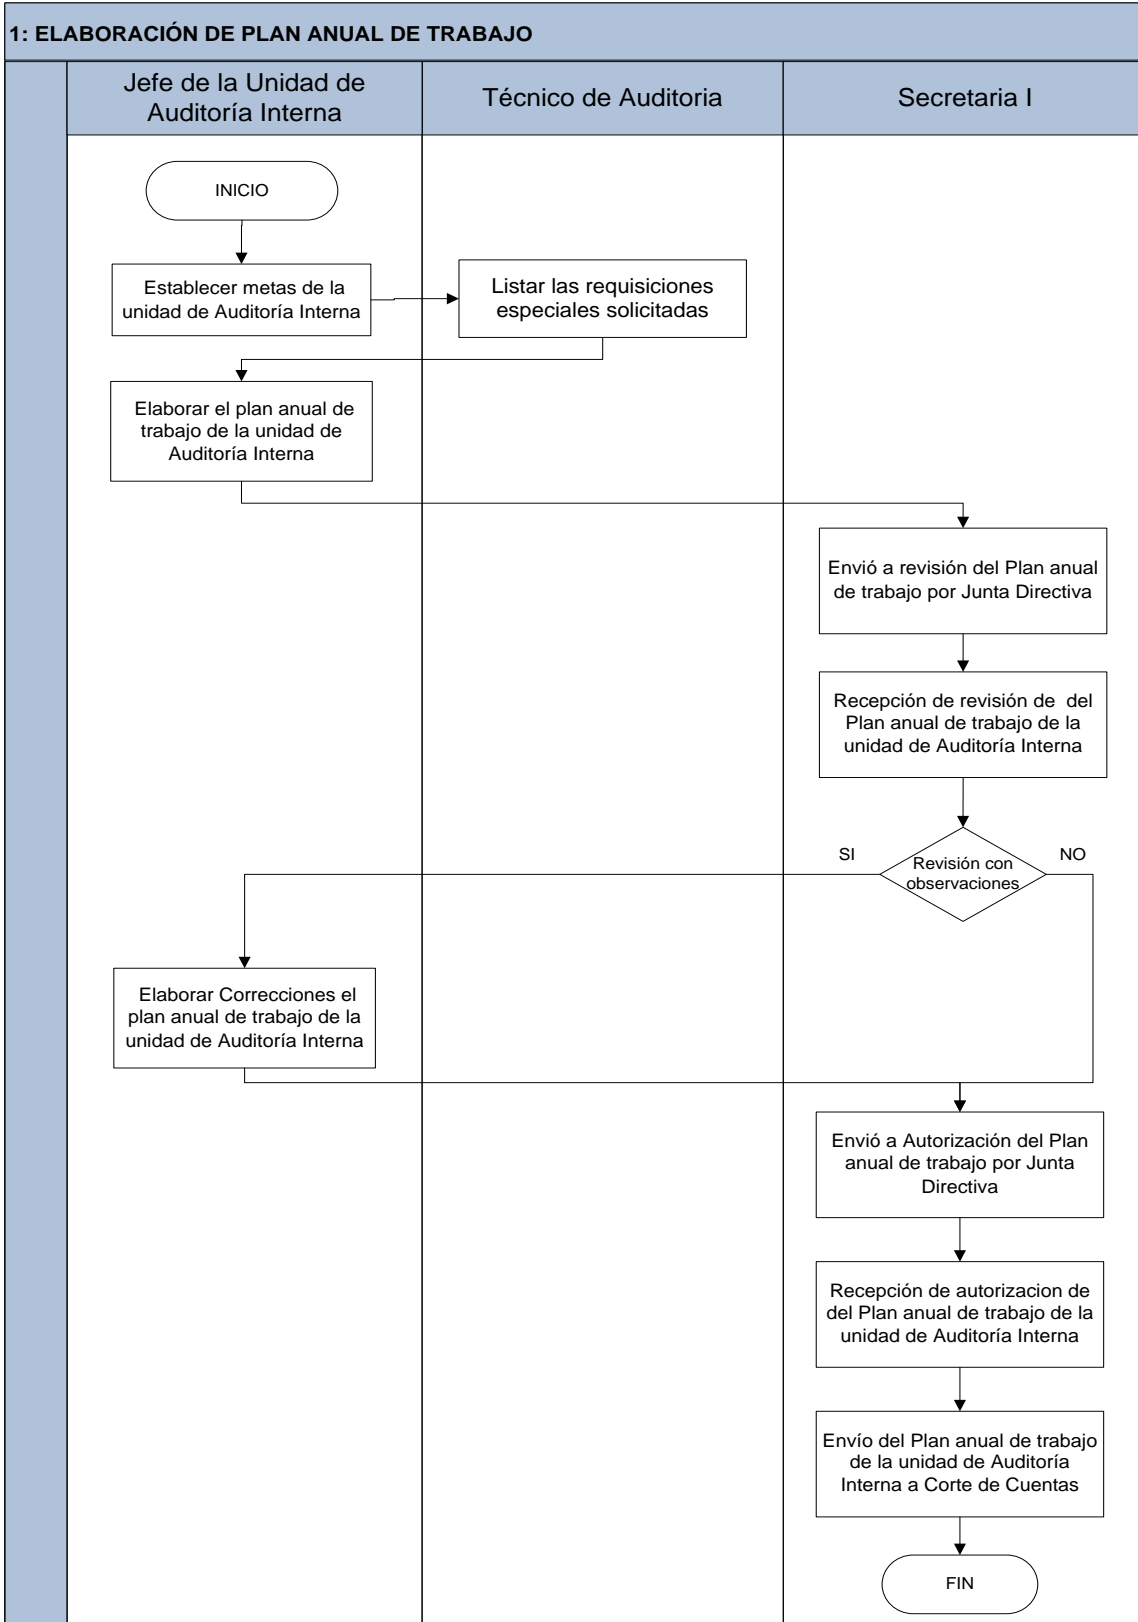 1: ELABORACIÓN DE PLAN ANUAL DE TRABAJO
Jefe de la Unidad de
Auditoría Interna
Técnico de Auditoria
Secretaria I
INICIO
Establecer metas de la
unidad de Auditoría Interna
Listar las requisiciones
especiales solicitadas
Elaborar el plan anual de
trabajo de la unidad de
Auditoría Interna
Envió a revisión del Plan anual
de trabajo por Junta Directiva
Recepción de revisión de del
Plan anual de trabajo de la
unidad de Auditoría Interna
SI
Revisión con
observaciones
NO
Elaborar Correcciones el
plan anual de trabajo de la
unidad de Auditoría Interna
Envió a Autorización del Plan
anual de trabajo por Junta
Directiva
Recepción de autorizacion de
del Plan anual de trabajo de la
unidad de Auditoría Interna
Envío del Plan anual de trabajo
de la unidad de Auditoría
Interna a Corte de Cuentas
FIN